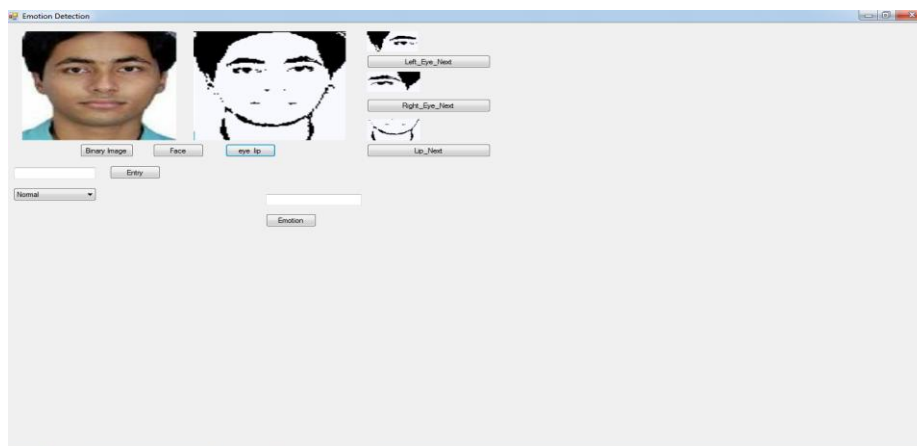 Emotion Detection
Left_Eye_Next
Right_Eye_Next
Binary Image Face eye lip Lip_Next
Entry
Normal
Emotion